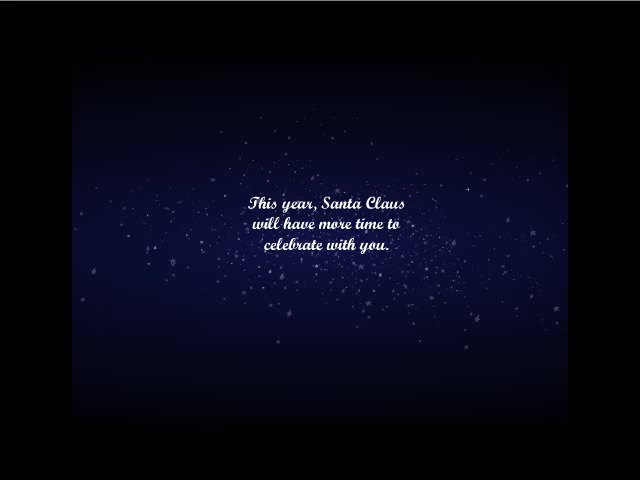 This year, Santa Claus
will have more time to
celebrate with you.